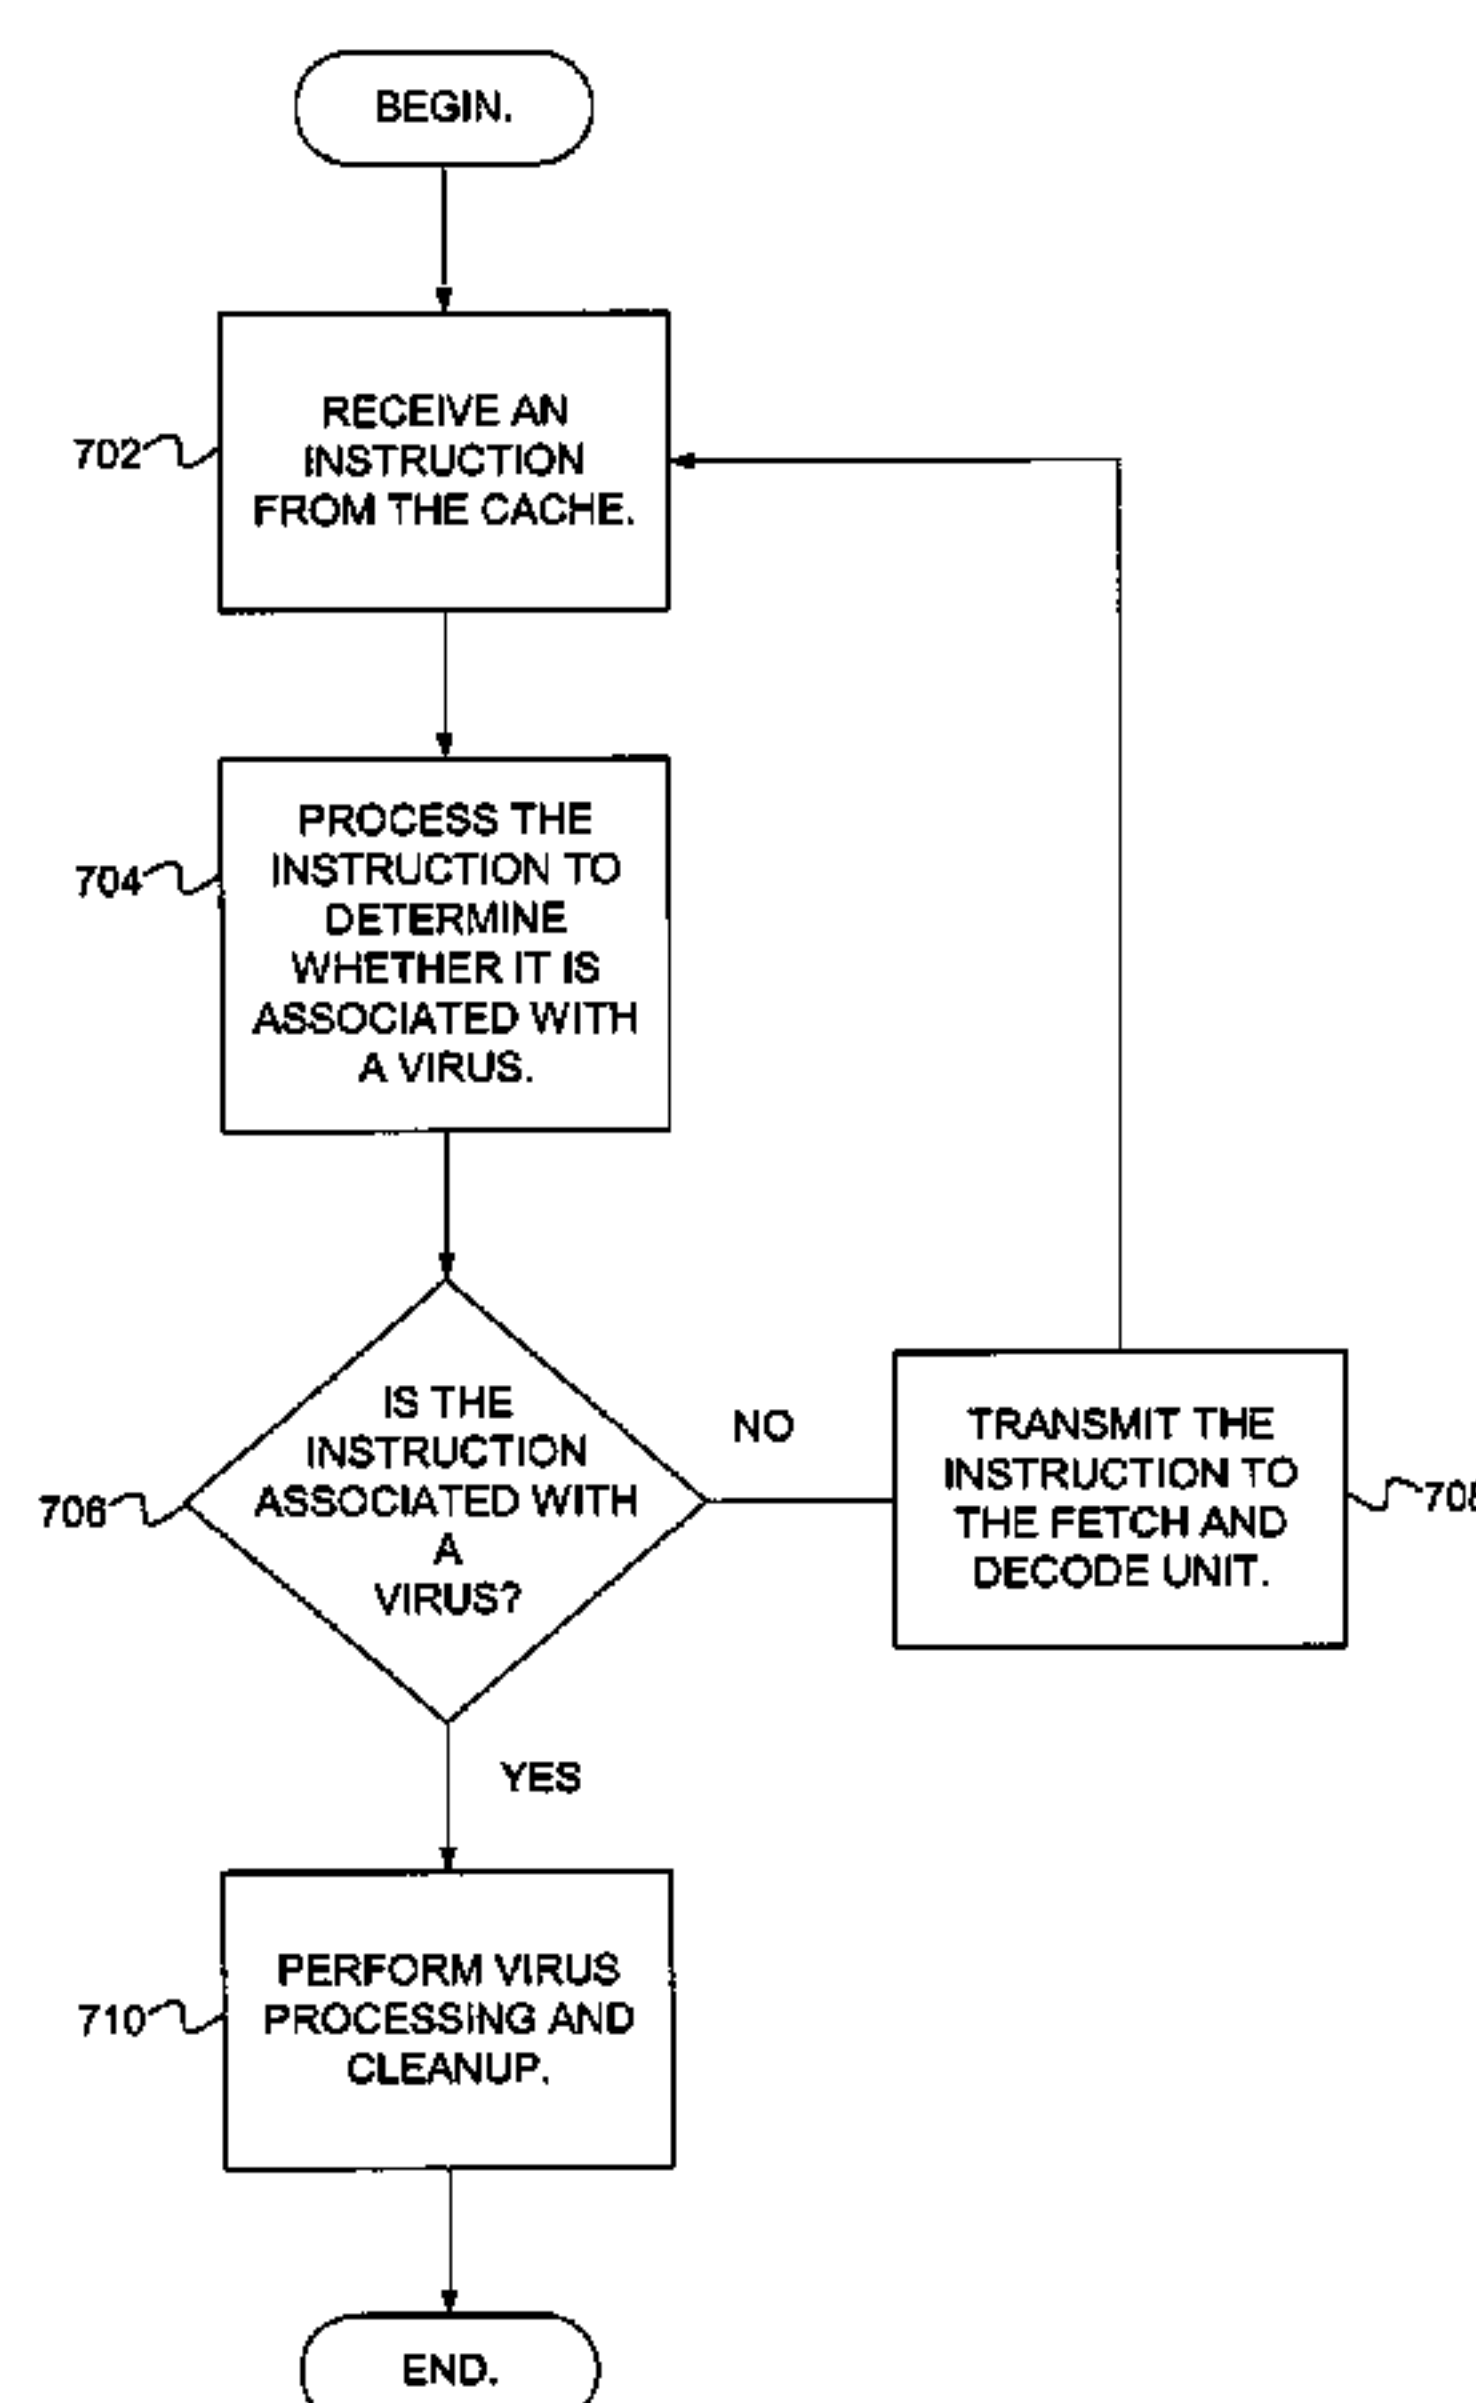 BEGIN.
702
RECEIVE AN
INSTRUCTION
FROM THE CACHE.
704
PROCESS THE
INSTRUCTION TO
DETERMINE
WHETHER IT IS
ASSOCIATED WITH
A VIRUS.
706
IS THE
INSTRUCTION
ASSOCIATED WITH
A
VIRUS?
NO
TRANSMIT THE
INSTRUCTION TO
THE FETCH AND
DECODE UNIT.
YES
710
PERFORM VIRUS
PROCESSING AND
CLEANUP.
END.